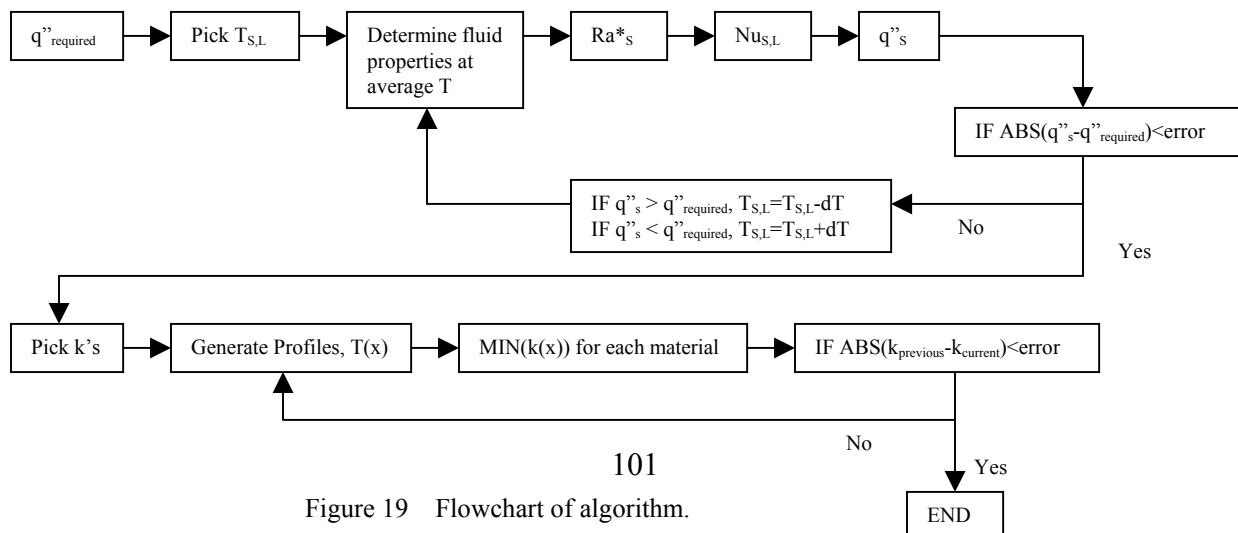 q”required
Pick TS,L
Determine fluid
properties at
average T
Ra*S
NuS,L
q”S
IF ABS(q”s-q”required)<error
IF q”s > q”required, TS,L=TS,L-dT
IF q”s < q”required, TS,L=TS,L+dT
No
Yes
Pick k’s
Generate Profiles, T(x)
MIN(k(x)) for each material
IF ABS(kprevious-kcurrent)<error
No
Yes
END
101
Figure 19 Flowchart of algorithm.